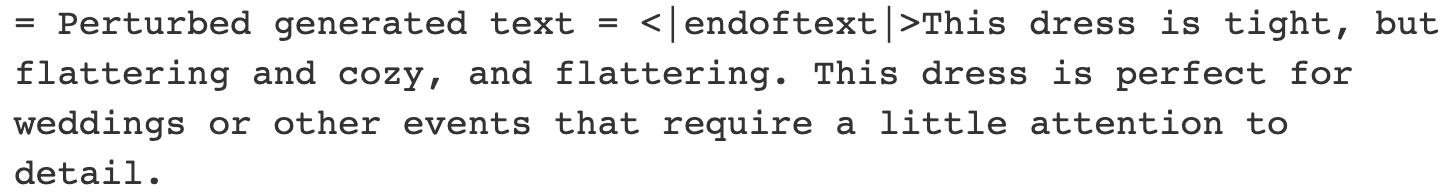 = Perturbed generated text = <|endoftext|>This dress is tight, but
flattering and cozy, and flattering. This dress is perfect for
weddings or other events that require a little attention to
detail.